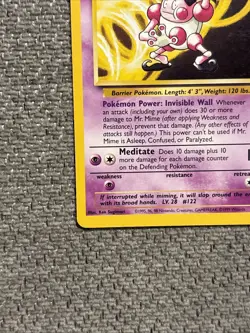 Barrier Pokémon. Length: 4' 3", Weight: 120 lbs.
Pokémon Power: Invisible Wall Whenever
an attack (including your own) does 30 or more
damage to Mr. Mime (after applying Weakness and
Resistance), prevent that damage. (Any other effects of
attacks still happen.) This power can't be used if Mr.
Mime is Asleep, Confused, or Paralyzed.
Meditate Does 10 damage plus 10
more damage for each damage counter
on the Defending Pokémon.
weakness resistance retreat
If interrupted while miming, it will slap around the
with its broad hands. LV. 28 #122